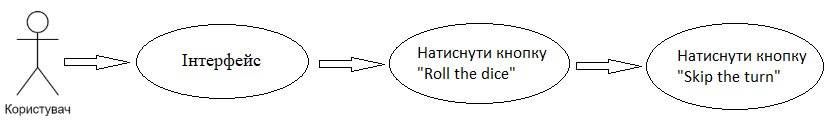 Користувач
Інтерфейс
Натиснути кнопку
"Roll the dice"
Натиснути кнопку
"Skip the turn"